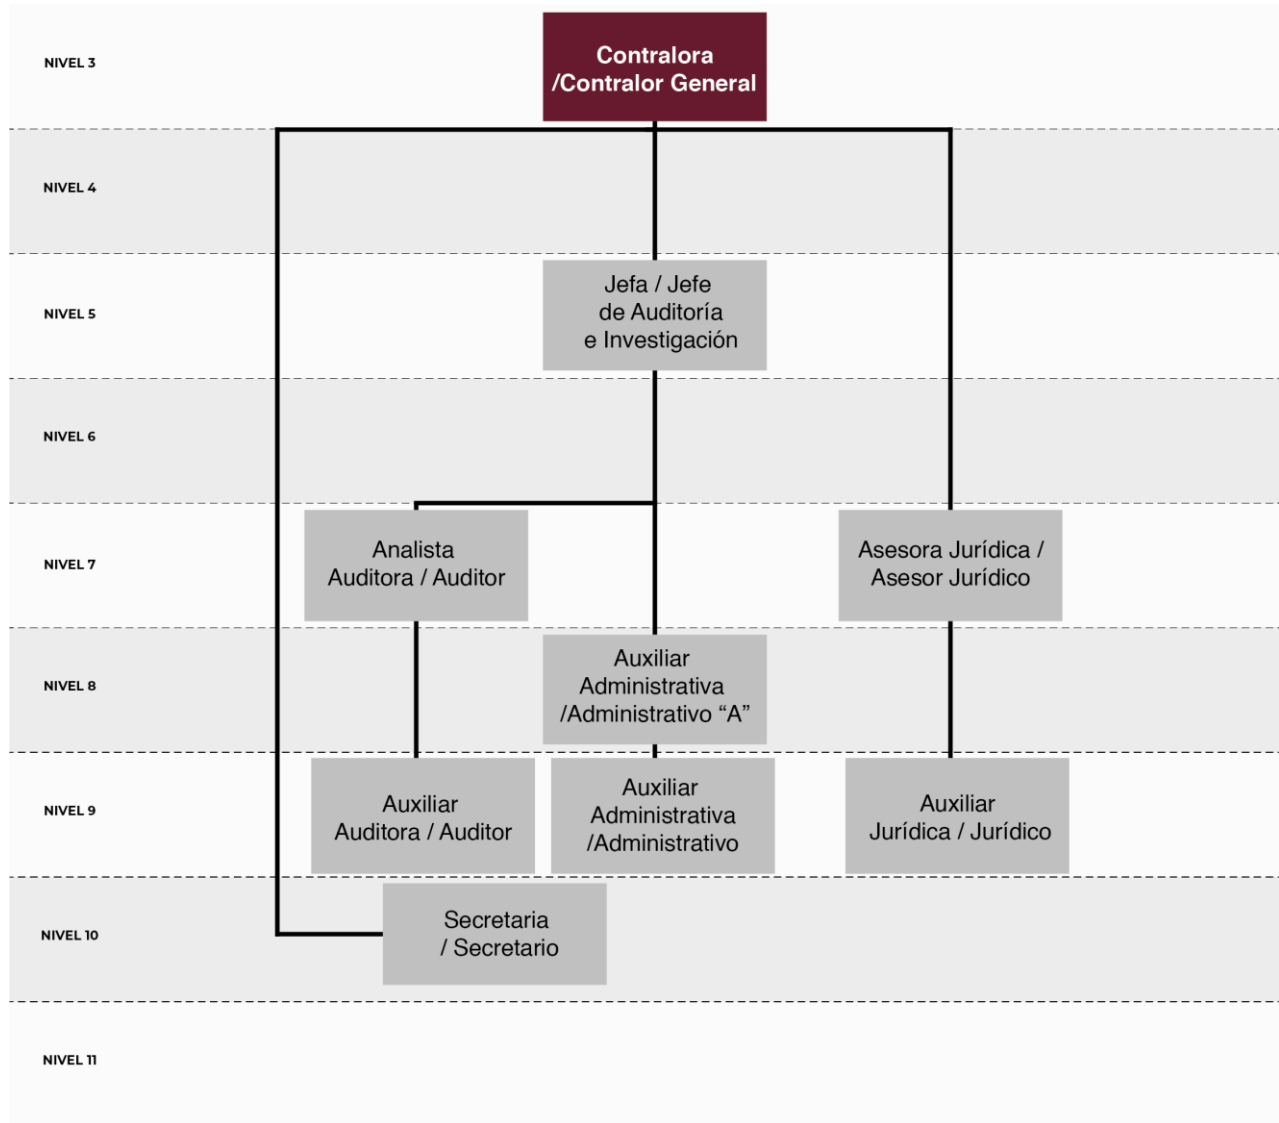 NIVEL 3
Contralora
/Contralor General
NIVEL 4
NIVEL 5
Jefa / Jefe
de Auditoría
e Investigación
NIVEL 6
NIVEL 7
Analista
Auditora / Auditor
Asesora Jurídica /
Asesor Jurídico
NIVEL 8
Auxiliar
Administrativa
/Administrativo “A”
NIVEL 9
Auxiliar
Auditora / Auditor
Auxiliar
Administrativa
/Administrativo
Auxiliar
Jurídica / Jurídico
NIVEL 10
Secretaria
/ Secretario
NIVEL 11